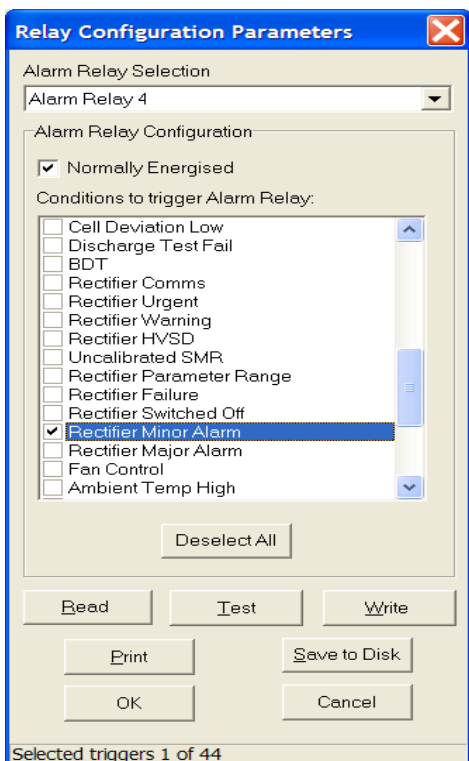 Relay Configuration Parameters
Alarm Relay Selection
Alarm Relay 4
Alarm Relay Configuration
Normally Energised
Conditions to trigger Alarm Relay:
Cell Deviation Low
Discharge Test Fail
BDT
Rectifier Comms
Rectifier Urgent
Rectifier Warning
Rectifier HVSD
Uncalibrated SMR
Rectifier Parameter Range
Rectifier Failure
Rectifier Switched Off
Rectifier Minor Alarm
Rectifier Major Alarm
Fan Control
Ambient Temp High
Deselect All
Read Test Write
Print Save to Disk
OK Cancel
Selected triggers 1 of 44